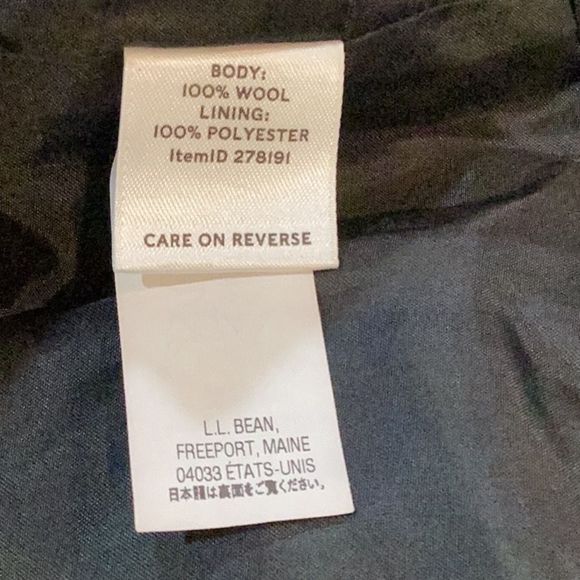 BODY:
100% WOOL
LINING:
100% POLYESTER
ItemID 278191
CARE ON REVERSE
L.L. BEAN,
FREEPORT, MAINE
04033 ÉTATS-UNIS
日本語は裏面をご覧ください。